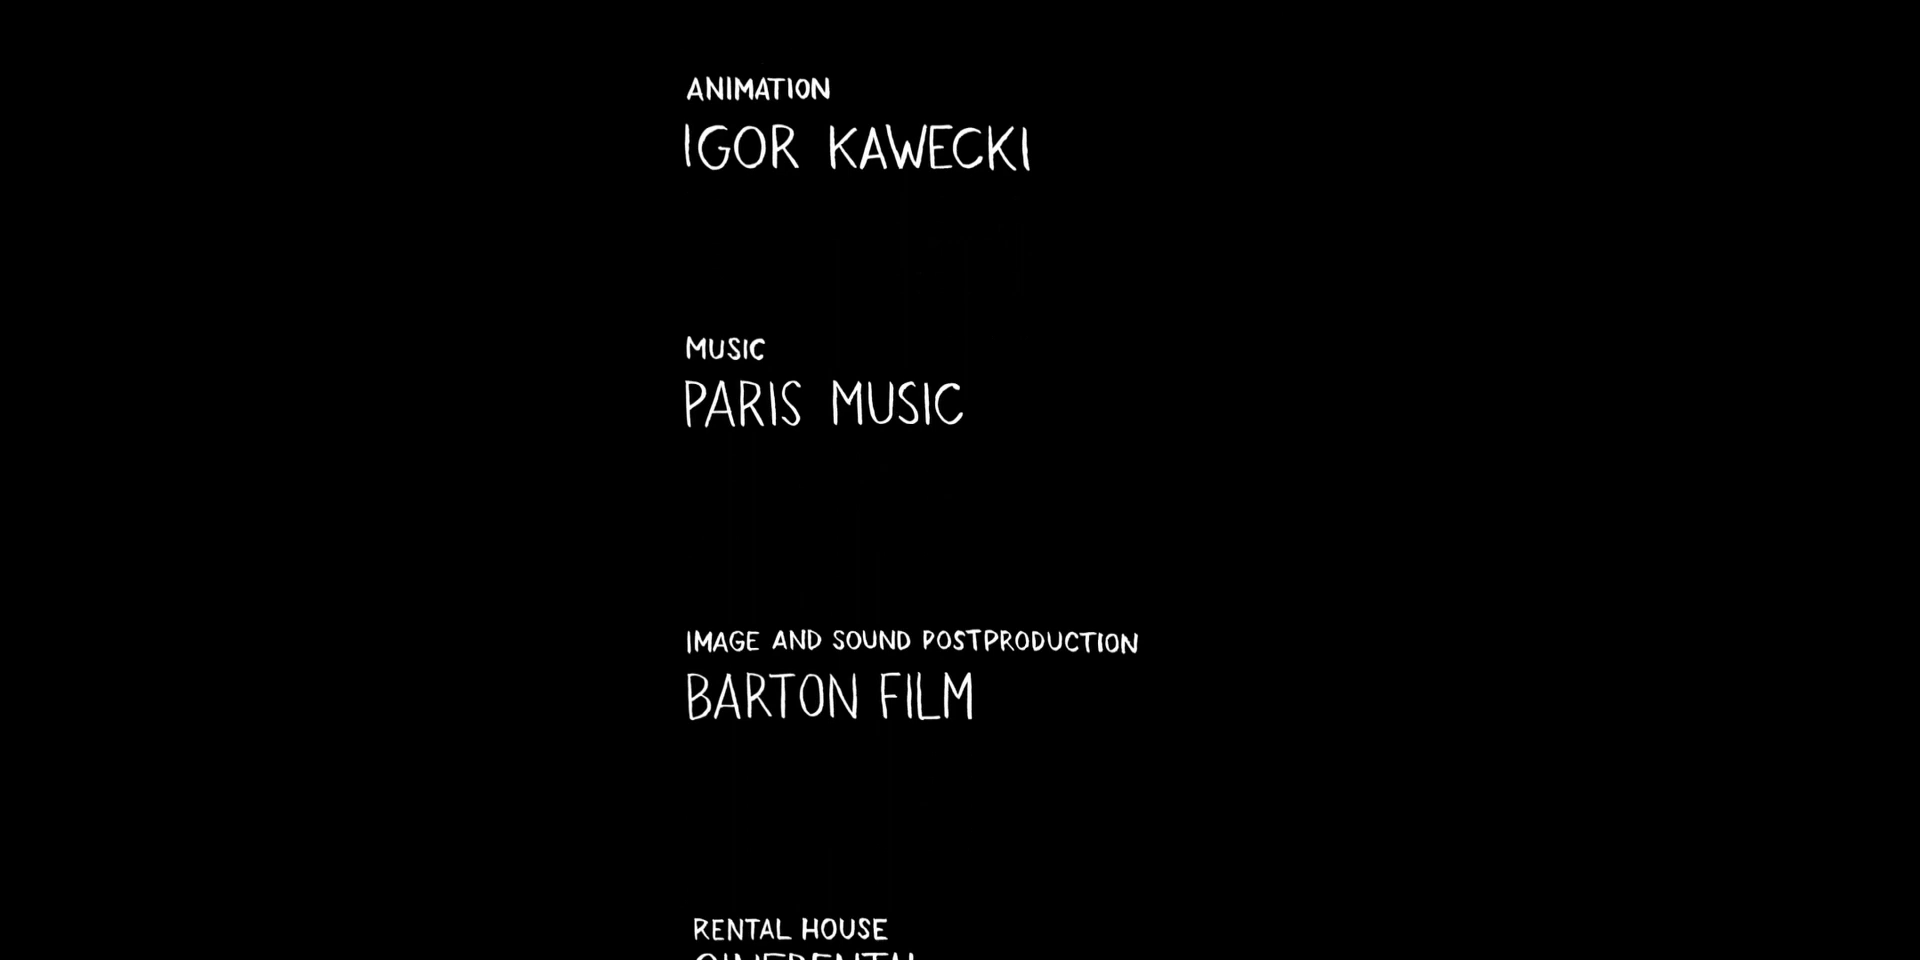 ANIMATION
IGOR KAWECKI
MUSIC
PARIS MUSIC
IMAGE AND SOUND POSTPRODUCTION
BARTON FILM
RENTAL HOUSE